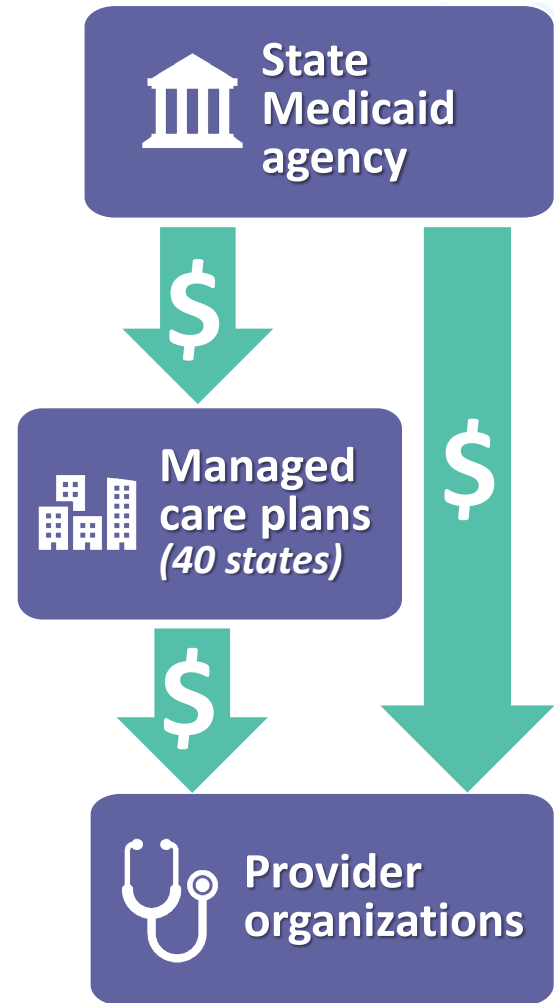 State
Medicaid
agency
$
$
Managed
care plans
(40 states)
$
Provider
organizations